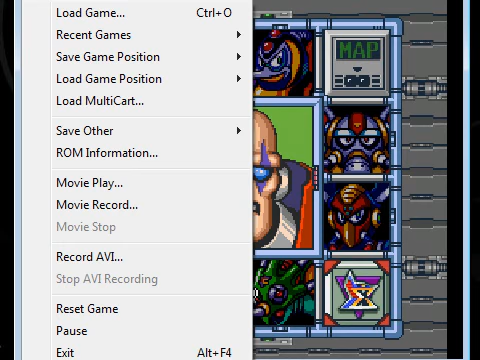 Load Game... Ctrl+O
Recent Games
Save Game Position
Load Game Position
Load MultiCart...
Save Other
ROM Information...
Movie Play...
Movie Record...
Movie Stop
Record AVI...
Stop AVI Recording
Reset Game
Pause
Exit Alt+F4
MAP
X